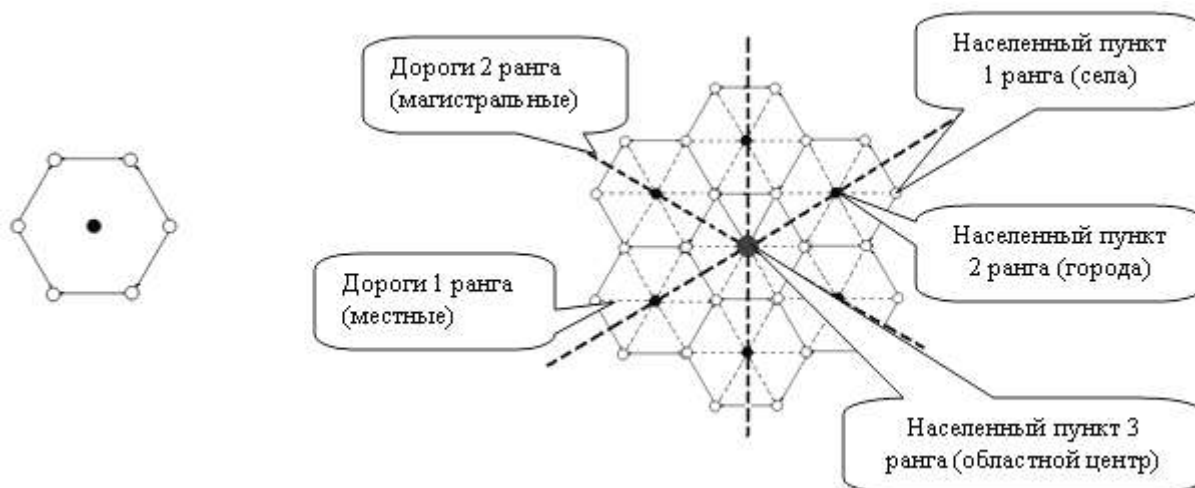 Дороги 2 ранга
(магистральные)
Населенный пункт
1 ранга (села)
Населенный пункт
2 ранга (города)
Дороги 1 ранга
(местные)
Населенный пункт 3
ранга (областной центр)